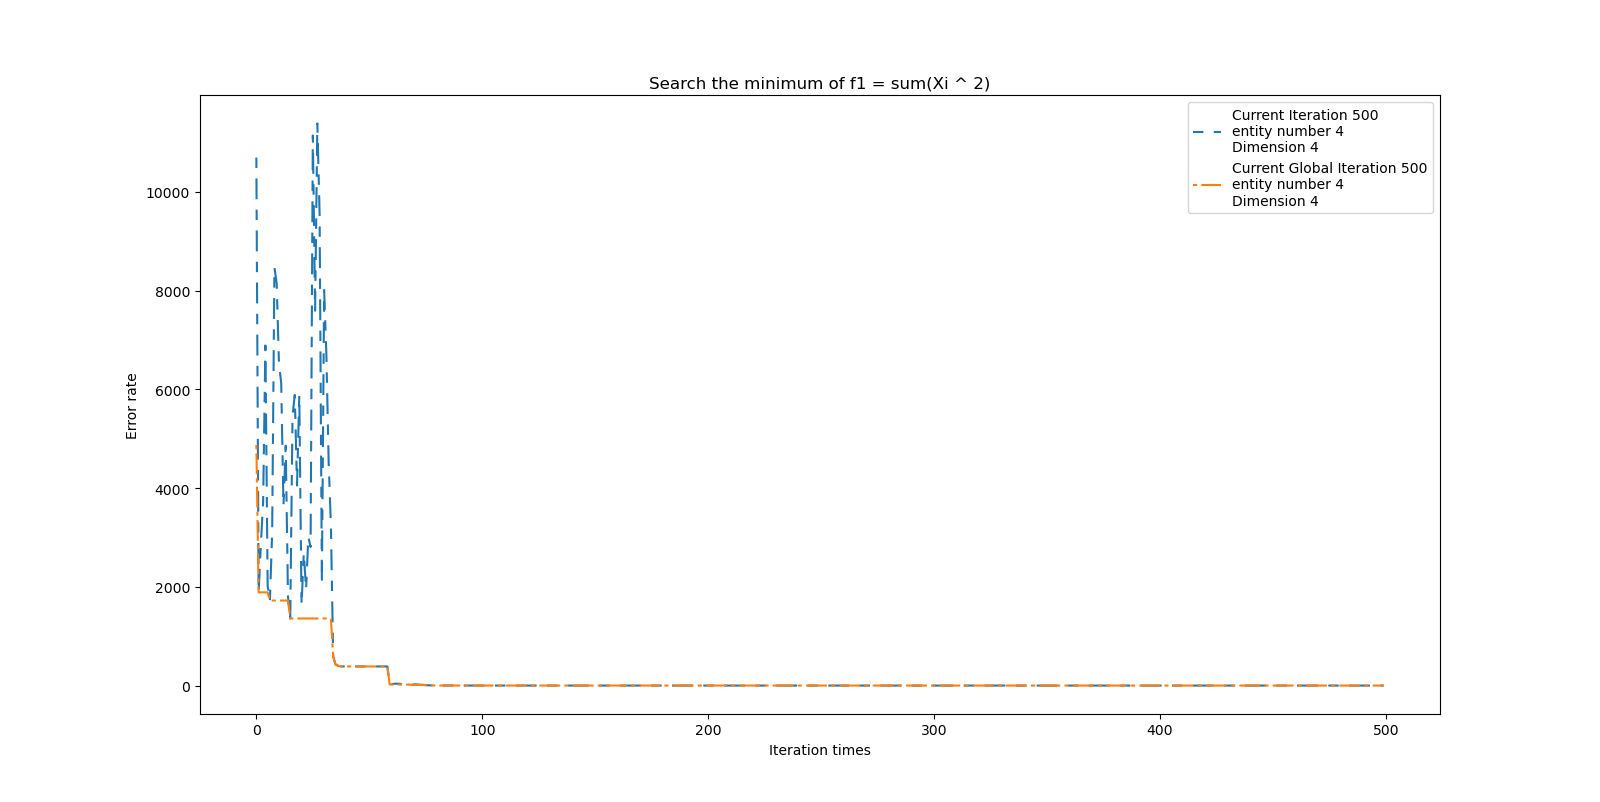 Search the minimum of f1 = sum(Xi ^ 2)
Current Iteration 500
entity number 4
Dimension 4
Current Global Iteration 500
entity number 4
Dimension 4
Error rate
10000
8000
6000
4000
2000
0
0 100 200 300 400 500
Iteration times